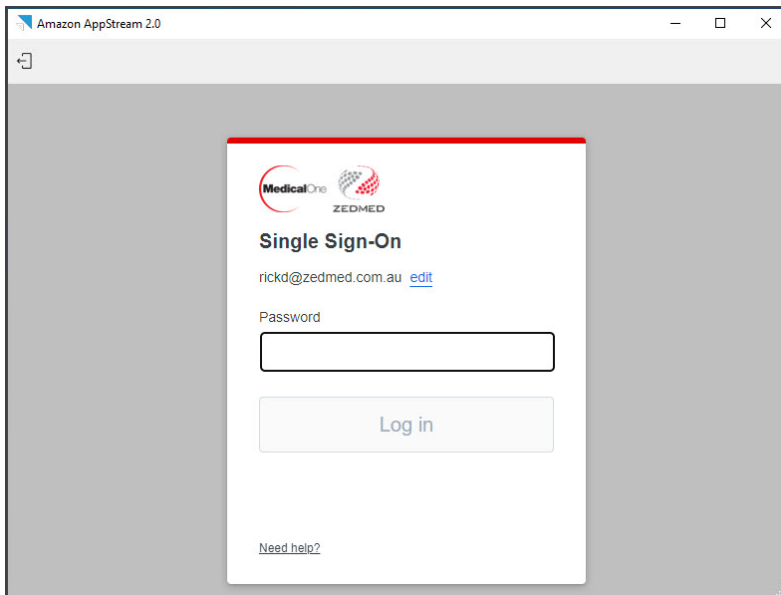 Amazon AppStream 2.0
MedicalOne
ZEDMED
Single Sign-On
rickd@zedmed.com.au edit
Password
Log in
Need help?